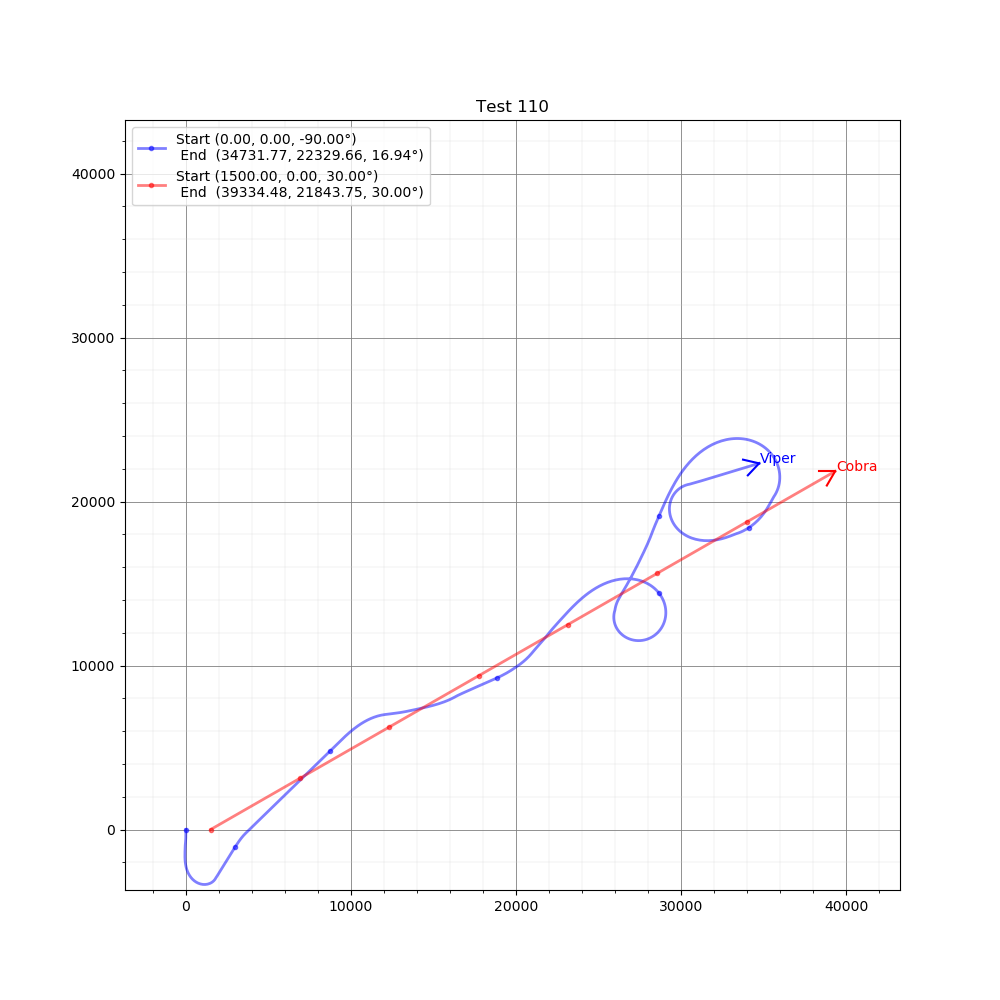 Test 110
Start (0.00, 0.00, -90.00°)
End  (34731.77, 22329.66, 16.94°)
Start (1500.00, 0.00, 30.00°)
End  (39334.48, 21843.75, 30.00°)
40000
30000
20000
10000
0
Viper
Cobra
0
10000
20000
30000
40000